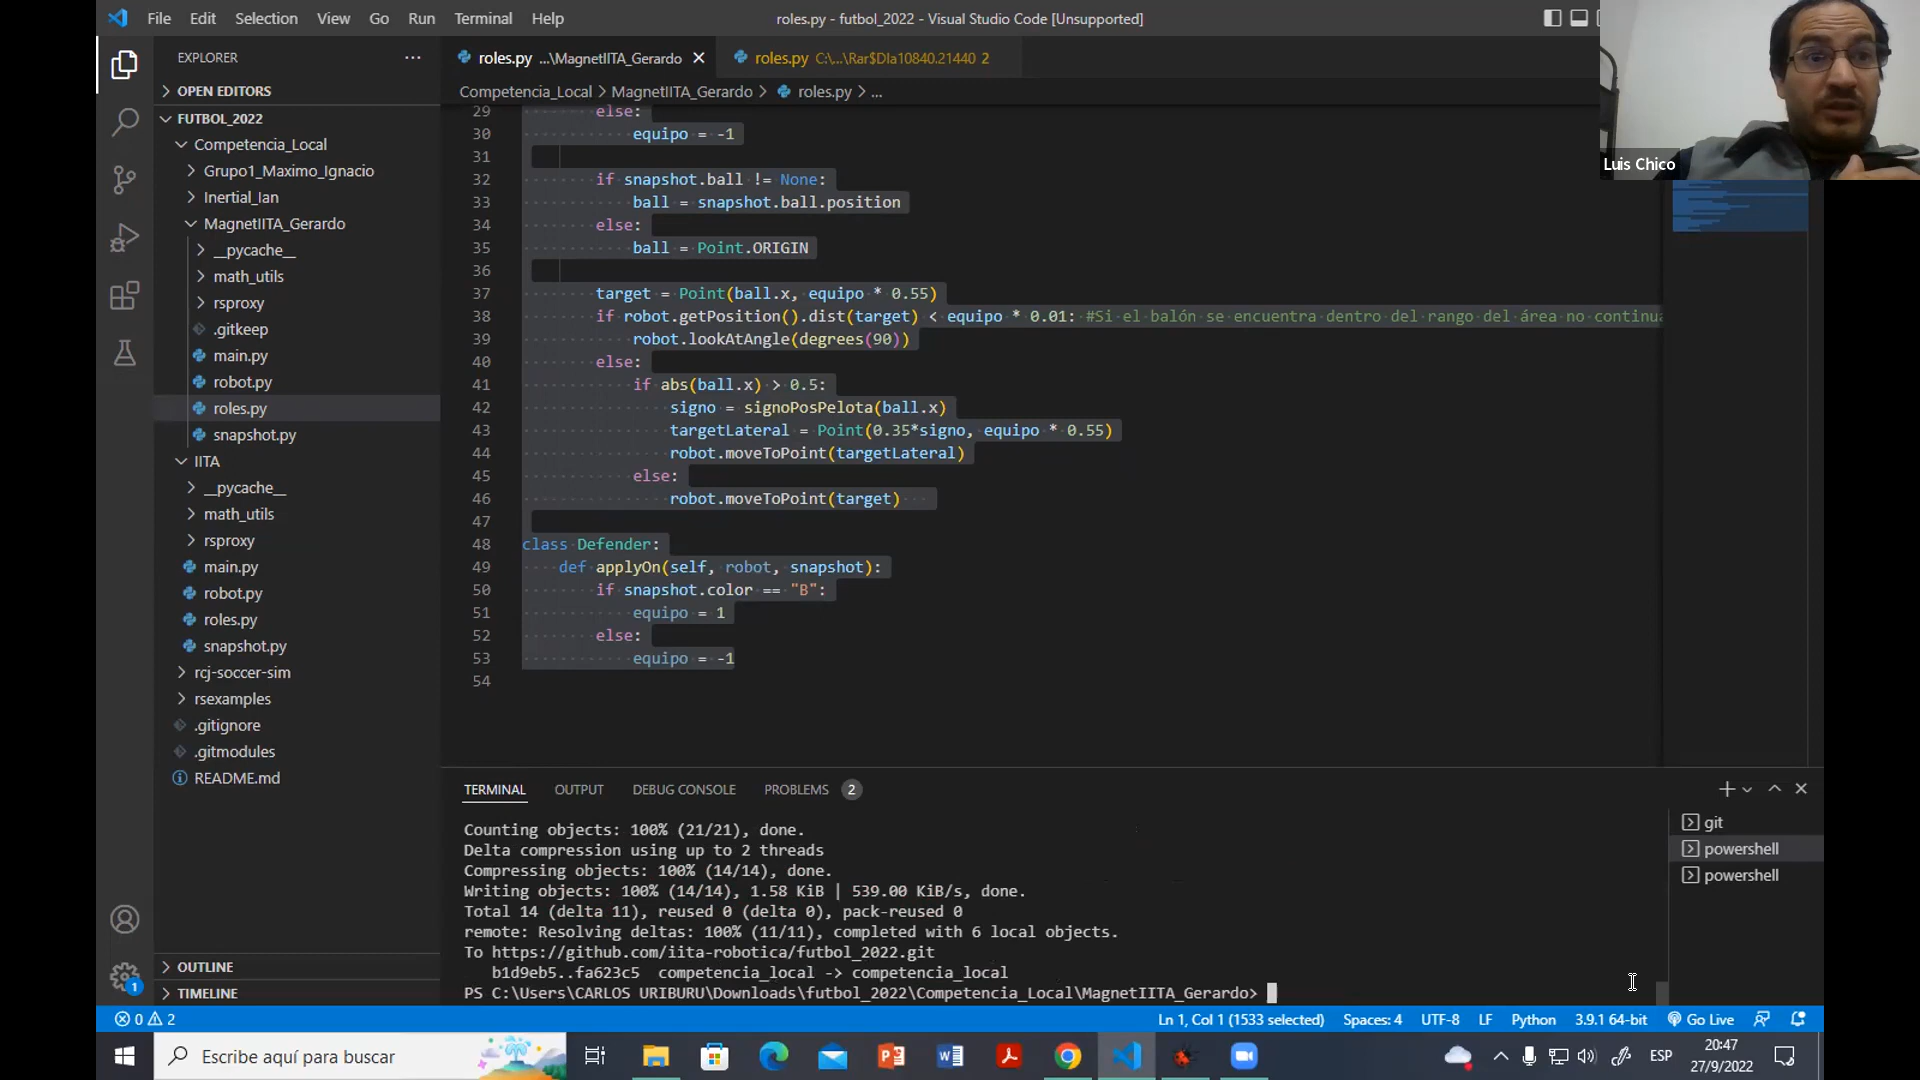 File Edit Selection View Go Run Terminal Help
roles.py - futbol_2022 - Visual Studio Code [Unsupported]
Luis Chico
EXPLORER
OPEN EDITORS
FUTBOL_2022
Competencia_Local
Grupo1_Maximo_Ignacio
Inertial_Ian
MagnetIITA_Gerardo
__pycache__
math_utils
rsproxy
.gitkeep
main.py
robot.py
roles.py
snapshot.py
IITA
__pycache__
math_utils
rsproxy
main.py
robot.py
roles.py
snapshot.py
rcj-soccer-sim
rsexamples
.gitignore
.gitmodules
README.md
OUTLINE
TIMELINE
roles.py ...\MagnetIITA_Gerardo
roles.py C:\...\Rar$DIa10840.21440 2
Competencia_Local > MagnetIITA_Gerardo > roles.py > ...
29 else:
30 equipo = -1
31
32 if snapshot.ball != None:
33 ball = snapshot.ball.position
34 else:
35 ball = Point.ORIGIN
36
37 target = Point(ball.x, equipo * 0.55)
38 if robot.getPosition().dist(target) < equipo * 0.01: #Si el balón se encuentra dentro del rango del área no continua
39 robot.lookAtAngle(degrees(90))
40 else:
41 if abs(ball.x) > 0.5:
42 signo = signoPosPelota(ball.x)
43 targetLateral = Point(0.35*signo, equipo * 0.55)
44 robot.moveToPoint(targetLateral)
45 else:
46 robot.moveToPoint(target)
47
48 class Defender:
49 def applyOn(self, robot, snapshot):
50 if snapshot.color == "B":
51 equipo = 1
52 else:
53 equipo = -1
54
TERMINAL OUTPUT DEBUG CONSOLE PROBLEMS 2
Counting objects: 100% (21/21), done.
Delta compression using up to 2 threads
Compressing objects: 100% (14/14), done.
Writing objects: 100% (14/14), 1.58 KiB | 539.00 KiB/s, done.
Total 14 (delta 11), reused 0 (delta 0), pack-reused 0
remote: Resolving deltas: 100% (11/11), completed with 6 local objects.
To https://github.com/iita-robotica/futbol_2022.git
b1d9eb5..fa623c5 competencia_local -> competencia_local
PS C:\Users\CARLOS URIBURU\Downloads\futbol_2022\Competencia_Local\MagnetIITA_Gerardo>
git
powershell
powershell
1
0 2
Ln 1, Col 1 (1533 selected) Spaces: 4 UTF-8 LF Python 3.9.1 64-bit Go Live
Escribe aquí para buscar
ESP
20:47
27/9/2022